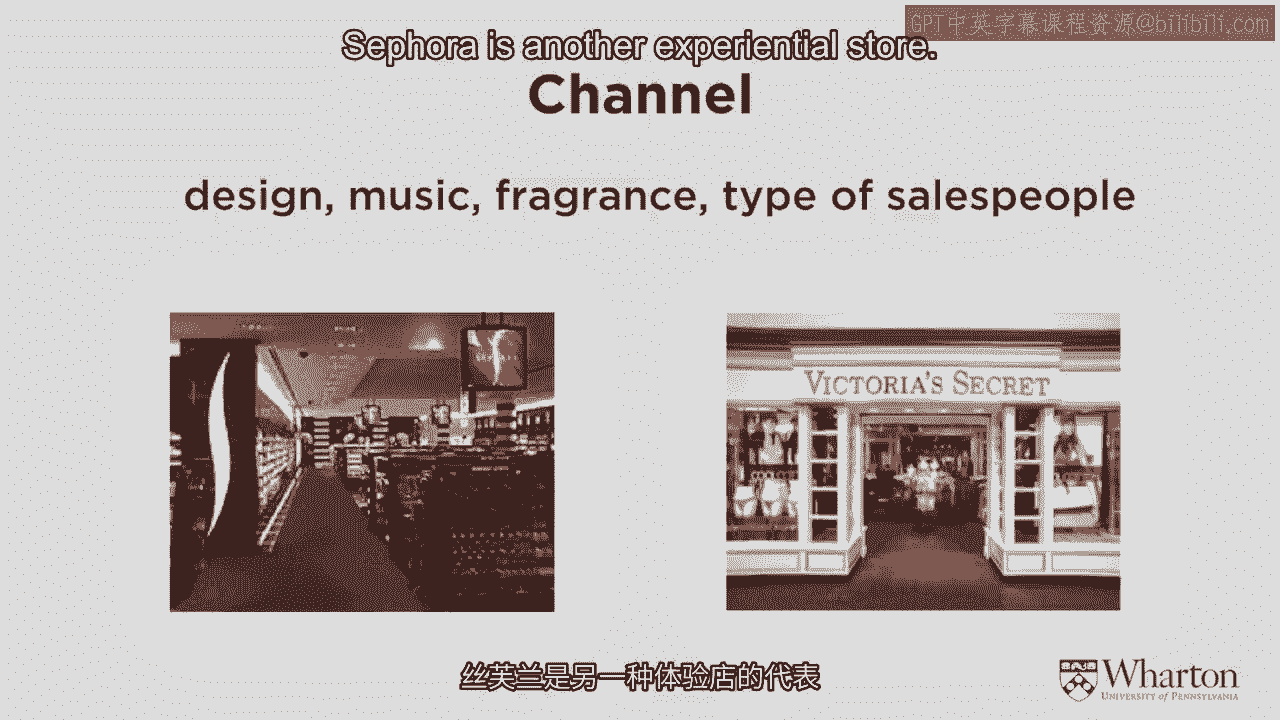 GPT中英字幕课程资源@bilibili.com
Sephora is another experiential store.
Channel
design, music, fragrance, type of salespeople
VICTORIA'S SECRET
丝芙兰是另一种体验店的代表
Wharton
UNIVERSITY of PENNSYLVANIA